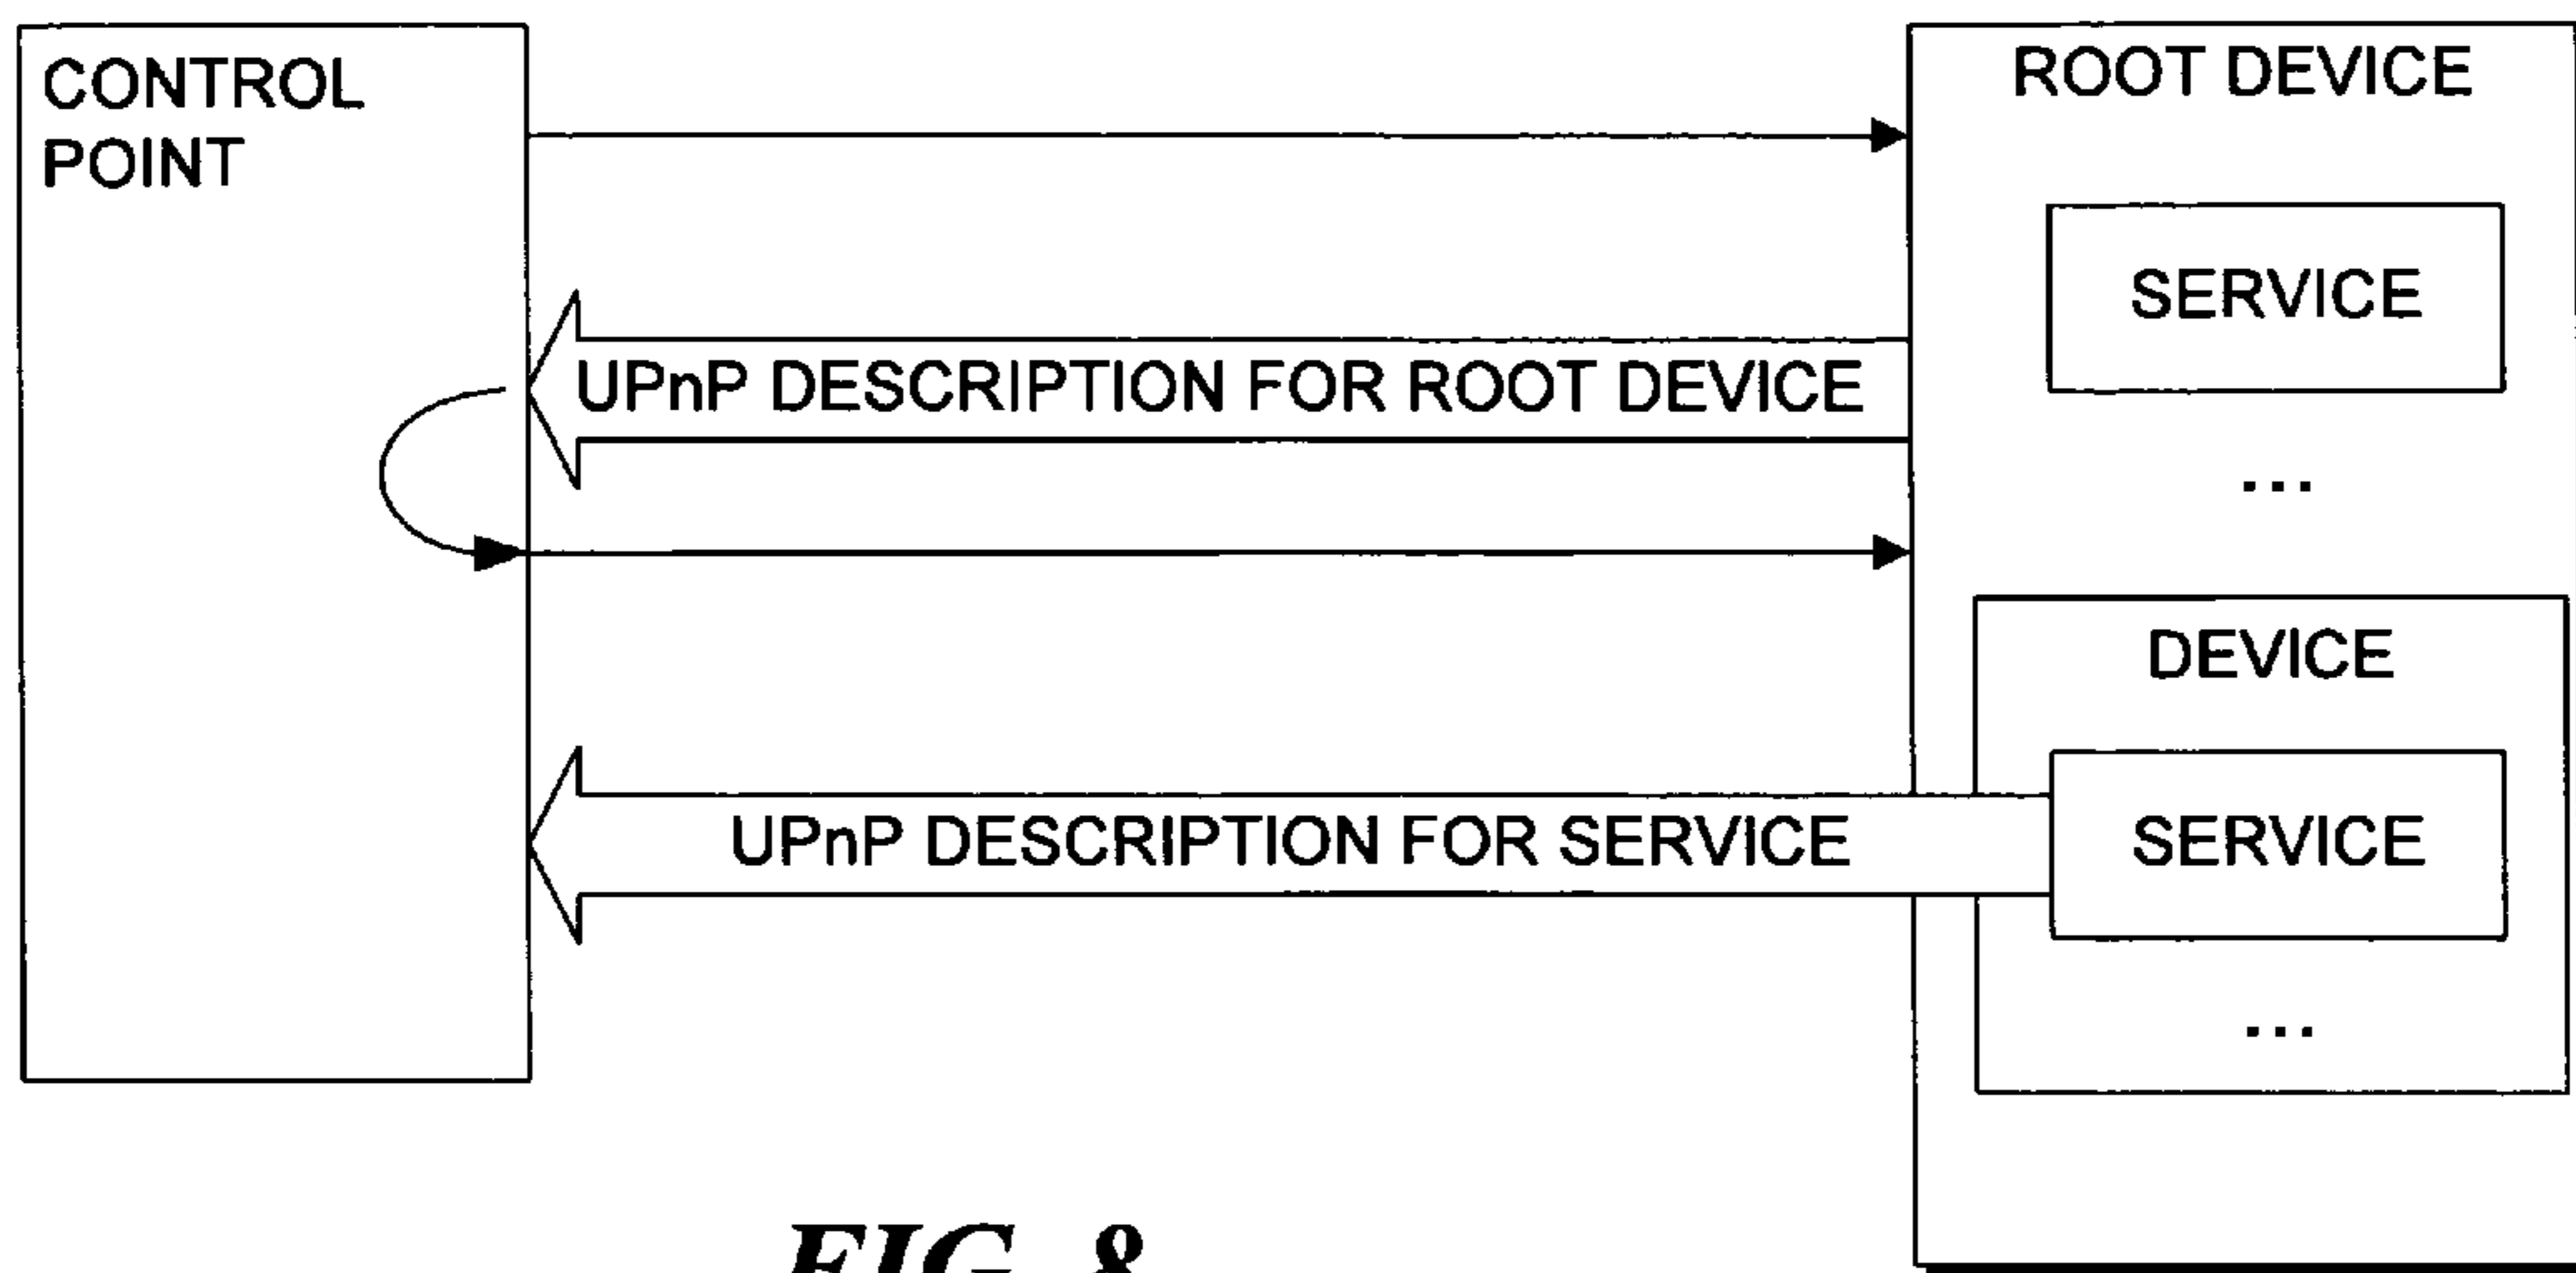 CONTROL
POINT
ROOT DEVICE
SERVICE
UPnP DESCRIPTION FOR ROOT DEVICE
...
DEVICE
UPnP DESCRIPTION FOR SERVICE
SERVICE
...
FIG. 8